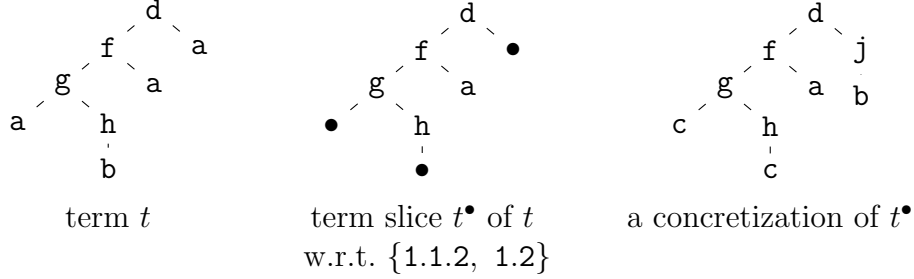 d d d
f a f • f j
g a g a g a b
a h • h c h
b • c
term t term slice t• of t a concretization of t•
w.r.t. {1.1.2, 1.2}